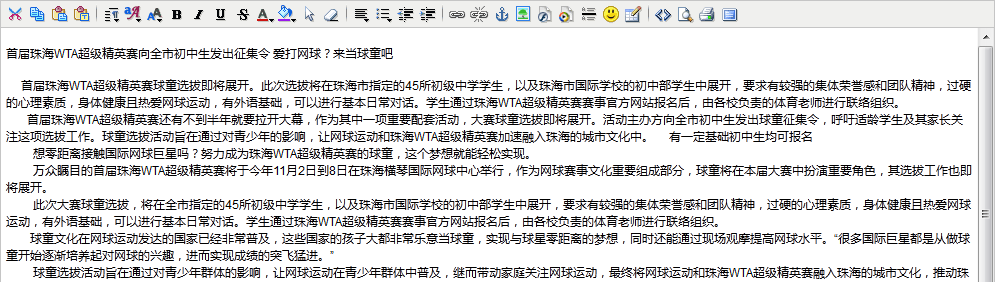 首届珠海WTA超级精英赛向全市初中生发出征集令 爱打网球？来当球童吧
首届珠海WTA超级精英赛球童选拔即将展开。此次选拔将在珠海市指定的45所初级中学学生，以及珠海市国际学校的初中部学生中展开，要求有较强的集体荣誉感和团队精神，过硬
的心理素质，身体健康且热爱网球运动，有外语基础，可以进行基本日常对话。学生通过珠海WTA超级精英赛赛事官方网站报名后，由各校负责的体育老师进行联络组织。
首届珠海WTA超级精英赛还有不到半年就要拉开大幕，作为其中一项重要配套活动，大赛球童选拔即将展开。活动主办方向全市初中生发出球童征集令，呼吁适龄学生及其家长关
注这项选拔工作。球童选拔活动旨在通过对青少年的影响，让网球运动和珠海WTA超级精英赛加速融入珠海的城市文化中。 有一定基础初中生均可报名
想零距离接触国际网球巨星吗？努力成为珠海WTA超级精英赛的球童，这个梦想就能轻松实现。
万众瞩目的首届珠海WTA超级精英赛将于今年11月2日到8日在珠海横琴国际网球中心举行，作为网球赛事文化重要组成部分，球童将在本届大赛中扮演重要角色，其选拔工作也即
将展开。
此次大赛球童选拔，将在全市指定的45所初级中学学生，以及珠海市国际学校的初中部学生中展开，要求有较强的集体荣誉感和团队精神，过硬的心理素质，身体健康且热爱网球
运动，有外语基础，可以进行基本日常对话。学生通过珠海WTA超级精英赛赛事官方网站报名后，由各校负责的体育老师进行联络组织。
球童文化在网球运动发达的国家已经非常普及，这些国家的孩子大都非常乐意当球童，实现与球星零距离的梦想，同时还能通过现场观摩提高网球水平。“很多国际巨星都是从做球
童开始逐渐培养起对网球的兴趣，进而实现成绩的突飞猛进。”
球童选拔活动旨在通过对青少年群体的影响，让网球运动在青少年群体中普及，继而带动家庭关注网球运动，最终将网球运动和珠海WTA超级精英赛融入珠海的城市文化，推动珠